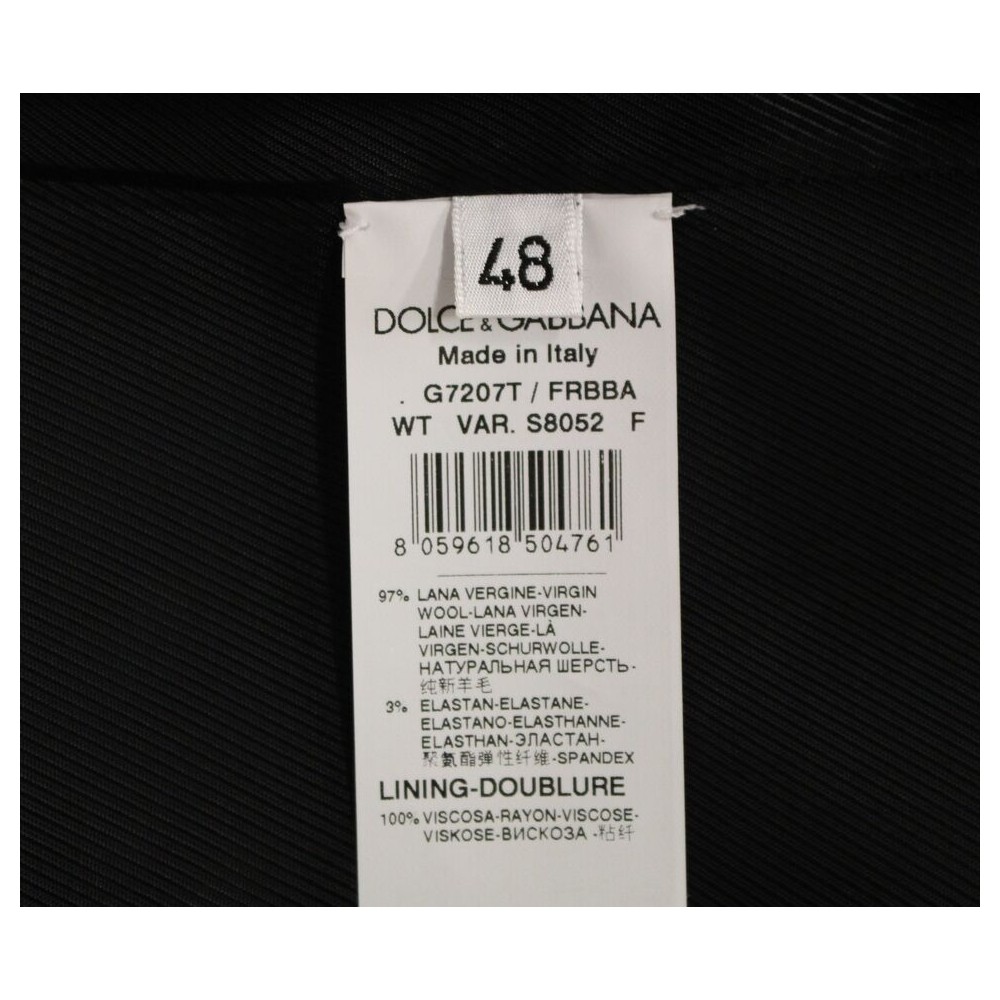 48
DOLCE & GABBANA
Made in Italy
. G7207T / FRBBA
WT VAR. S8052 F
8 059618 504761
97% LANA VERGINE-VIRGIN
WOOL-LANA VIRGEN-
LAINE VIERGE-LÀ
VIRGEN-SCHURWOLLE-
НАТУРАЛЬНАЯ ШЕРСТЬ-
纯新羊毛
3% ELASTAN-ELASTANE-
ELASTANO-ELASTHANNE-
ELASTHAN-ЭЛАСТАН-
聚氨酯弹性纤维-SPANDEX
LINING-DOUBLURE
100% VISCOSA-RAYON-VISCOSE-
VISKOSE-ВИСКОЗА -粘纤